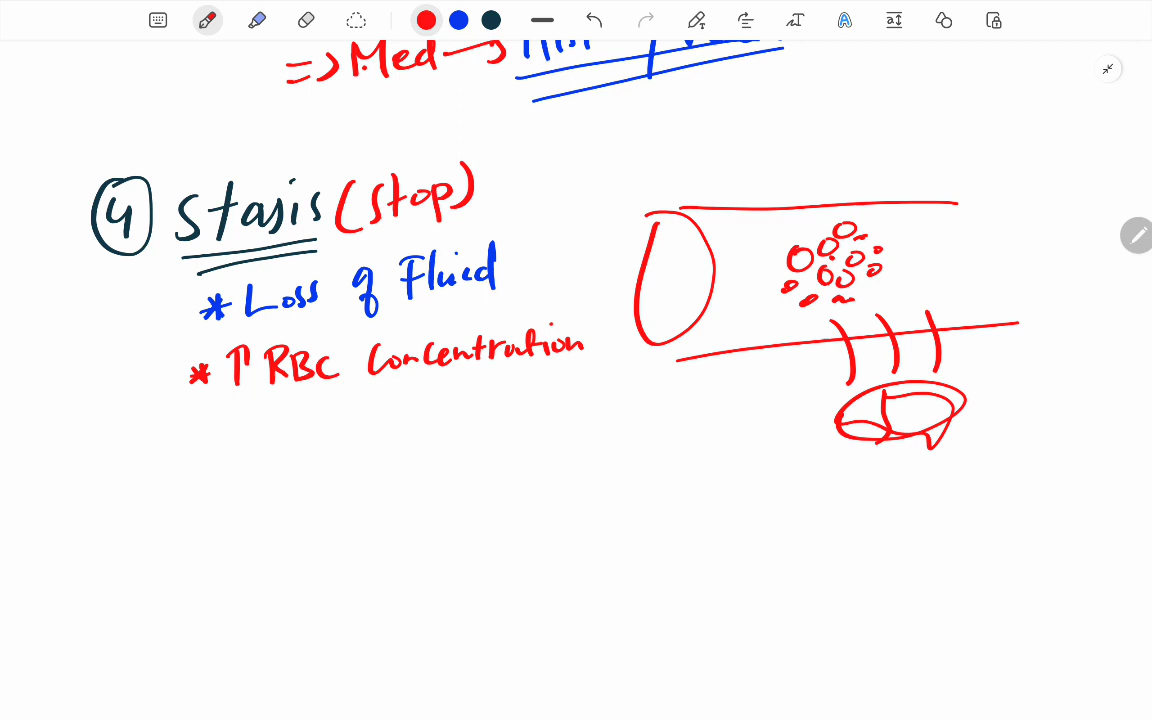 => Med →
④ Stasis (Stop)
* Loss of Fluid
* ↑ RBC Concentration